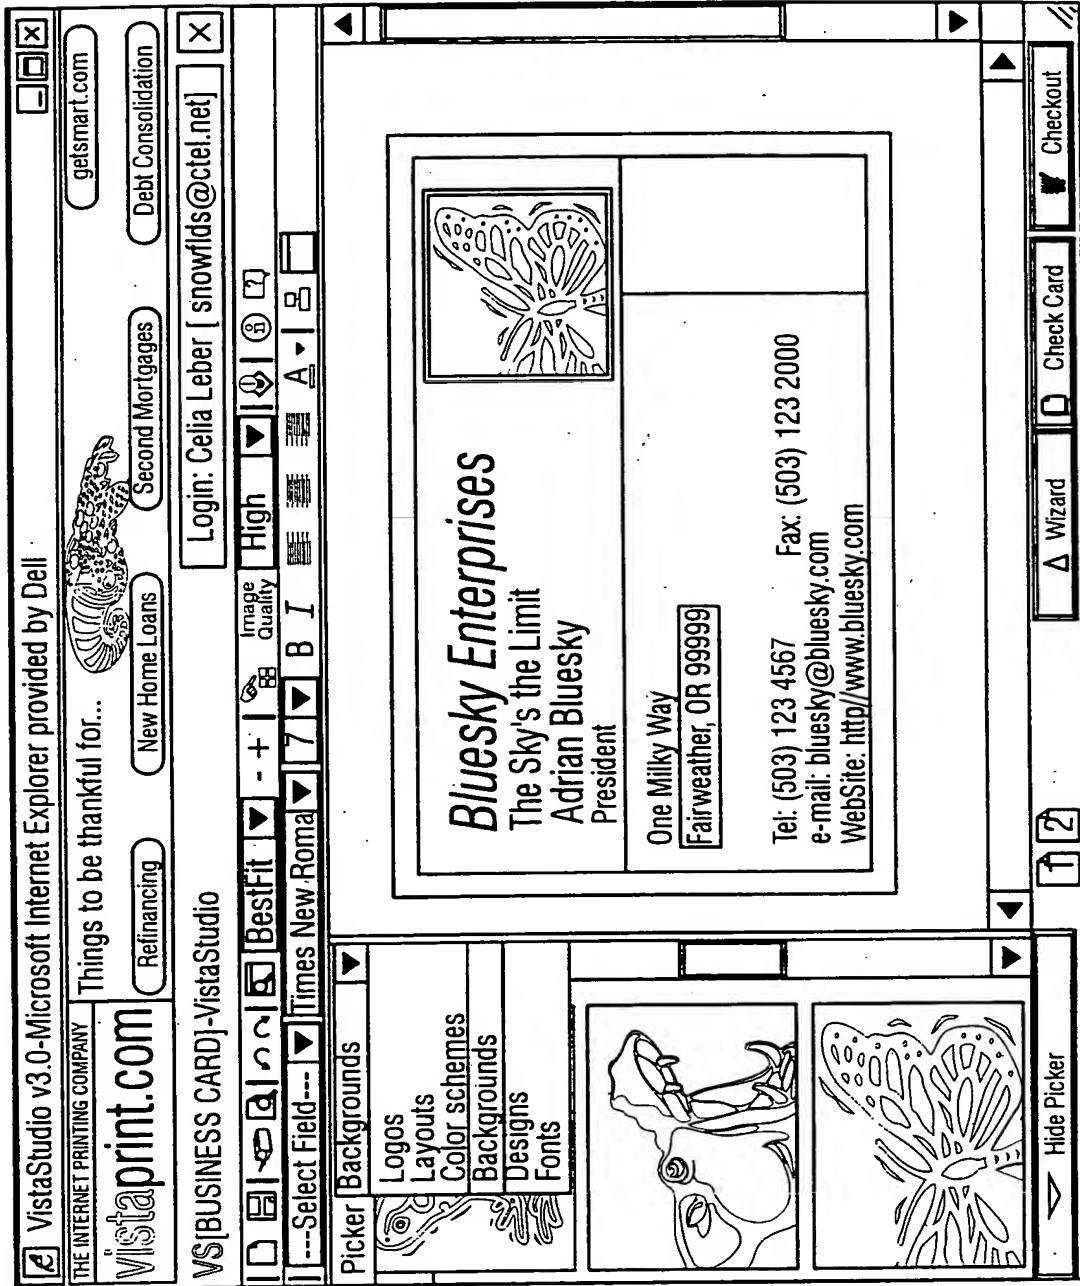 VistaStudio v3.0-Microsoft Internet Explorer provided by Dell
THE INTERNET PRINTING COMPANY
vistaprint.com
Things to be thankful for...
getsmart.com
Refinancing
New Home Loans
Second Mortgages
Debt Consolidation
VS[BUSINESS CARD]-VistaStudio
Login: Celia Leber [ snowflds@ctel.net]
BestFit
- +
Image
Quality
High
----Select Field----
Times New Roma
7
B I
A
Picker
Backgrounds
Logos
Layouts
Color schemes
Backgrounds
Designs
Fonts
Bluesky Enterprises
The Sky's the Limit
Adrian Bluesky
President
One Milky Way
Fairweather, OR 99999
Tel: (503) 123 4567 Fax: (503) 123 2000
e-mail: bluesky@bluesky.com
WebSite: http//www.bluesky.com
Hide Picker
1 2
Wizard
Check Card
Checkout